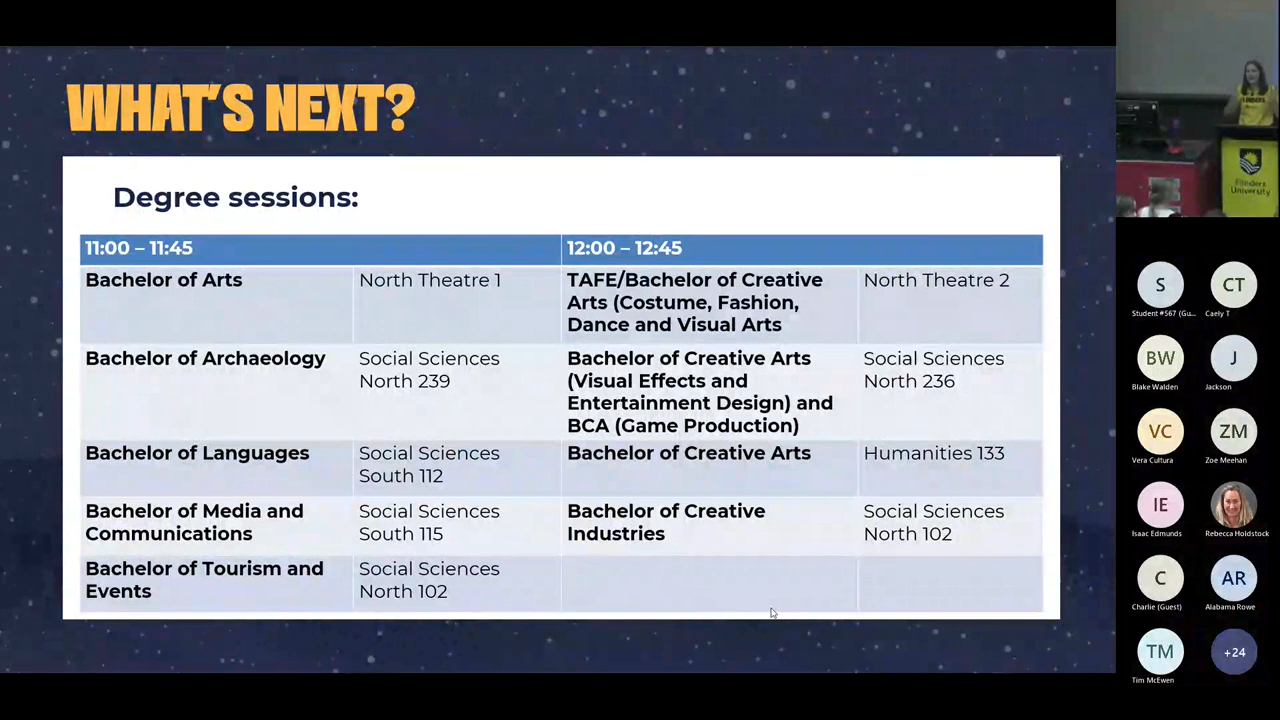 WHAT'S NEXT?
Degree sessions:
11:00 – 11:45
12:00 – 12:45
Bachelor of Arts
North Theatre 1
TAFE/Bachelor of Creative
Arts (Costume, Fashion,
Dance and Visual Arts
North Theatre 2
Bachelor of Archaeology
Social Sciences
North 239
Bachelor of Creative Arts
(Visual Effects and
Entertainment Design) and
BCA (Game Production)
Social Sciences
North 236
Bachelor of Languages
Social Sciences
South 112
Bachelor of Creative Arts
Humanities 133
Bachelor of Media and
Communications
Social Sciences
South 115
Bachelor of Creative
Industries
Social Sciences
North 102
Bachelor of Tourism and
Events
Social Sciences
North 102
FLINDERS
Flinders
University
S
Student #567 (Gu...
CT
Caely T
BW
Blake Walden
J
Jackson
VC
Vera Cultura
ZM
Zoe Meehan
IE
Isaac Edmunds
Rebecca Holdstock
C
Charlie (Guest)
AR
Alabama Rowe
TM
Tim McEwen
+24